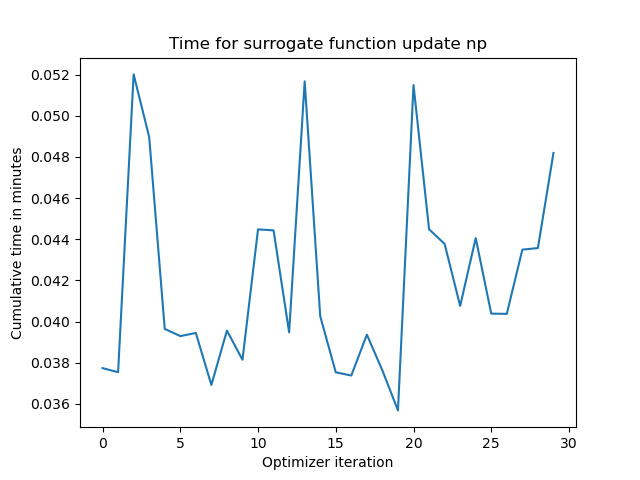 Time for surrogate function update np
Cumulative time in minutes
0.052
0.050
0.048
0.046
0.044
0.042
0.040
0.038
0.036
0 5 10 15 20 25 30
Optimizer iteration